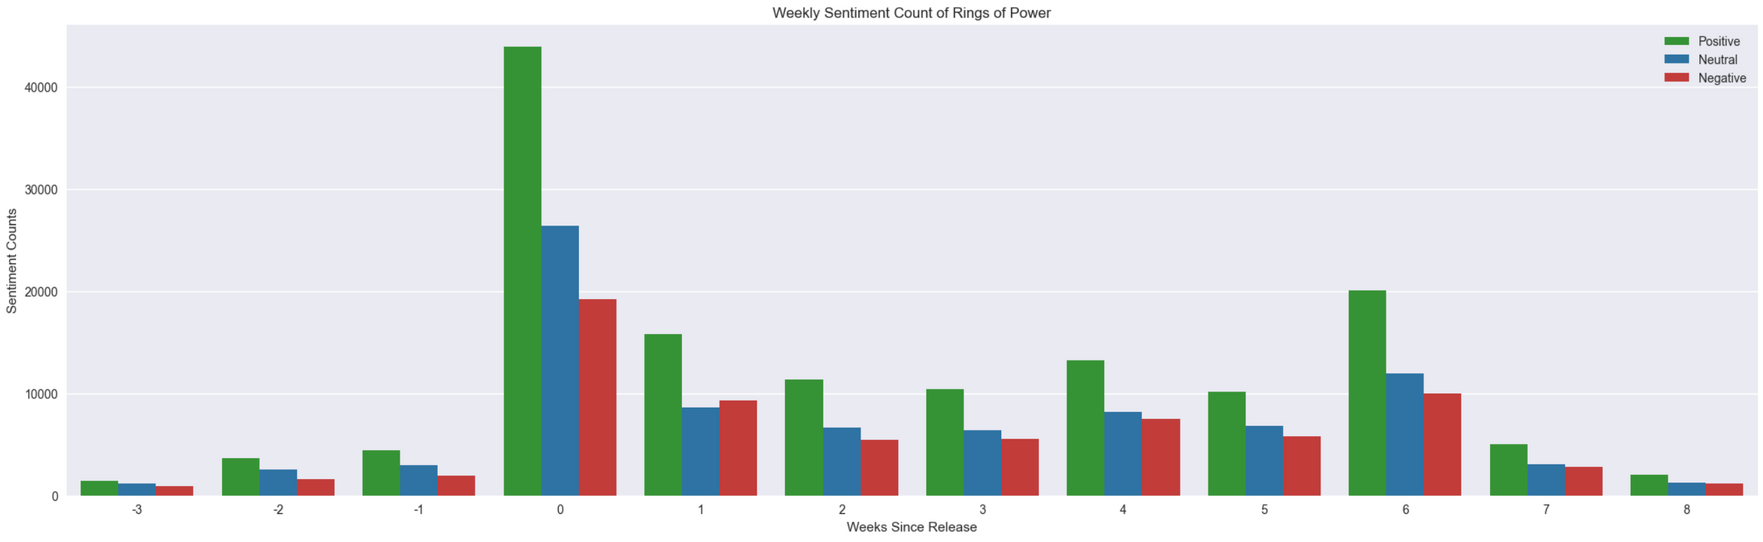 Weekly Sentiment Count of Rings of Power
Positive
Neutral
Negative
Sentiment Counts
40000
30000
20000
10000
0
-3 -2 -1 0 1 2 3 4 5 6 7 8
Weeks Since Release